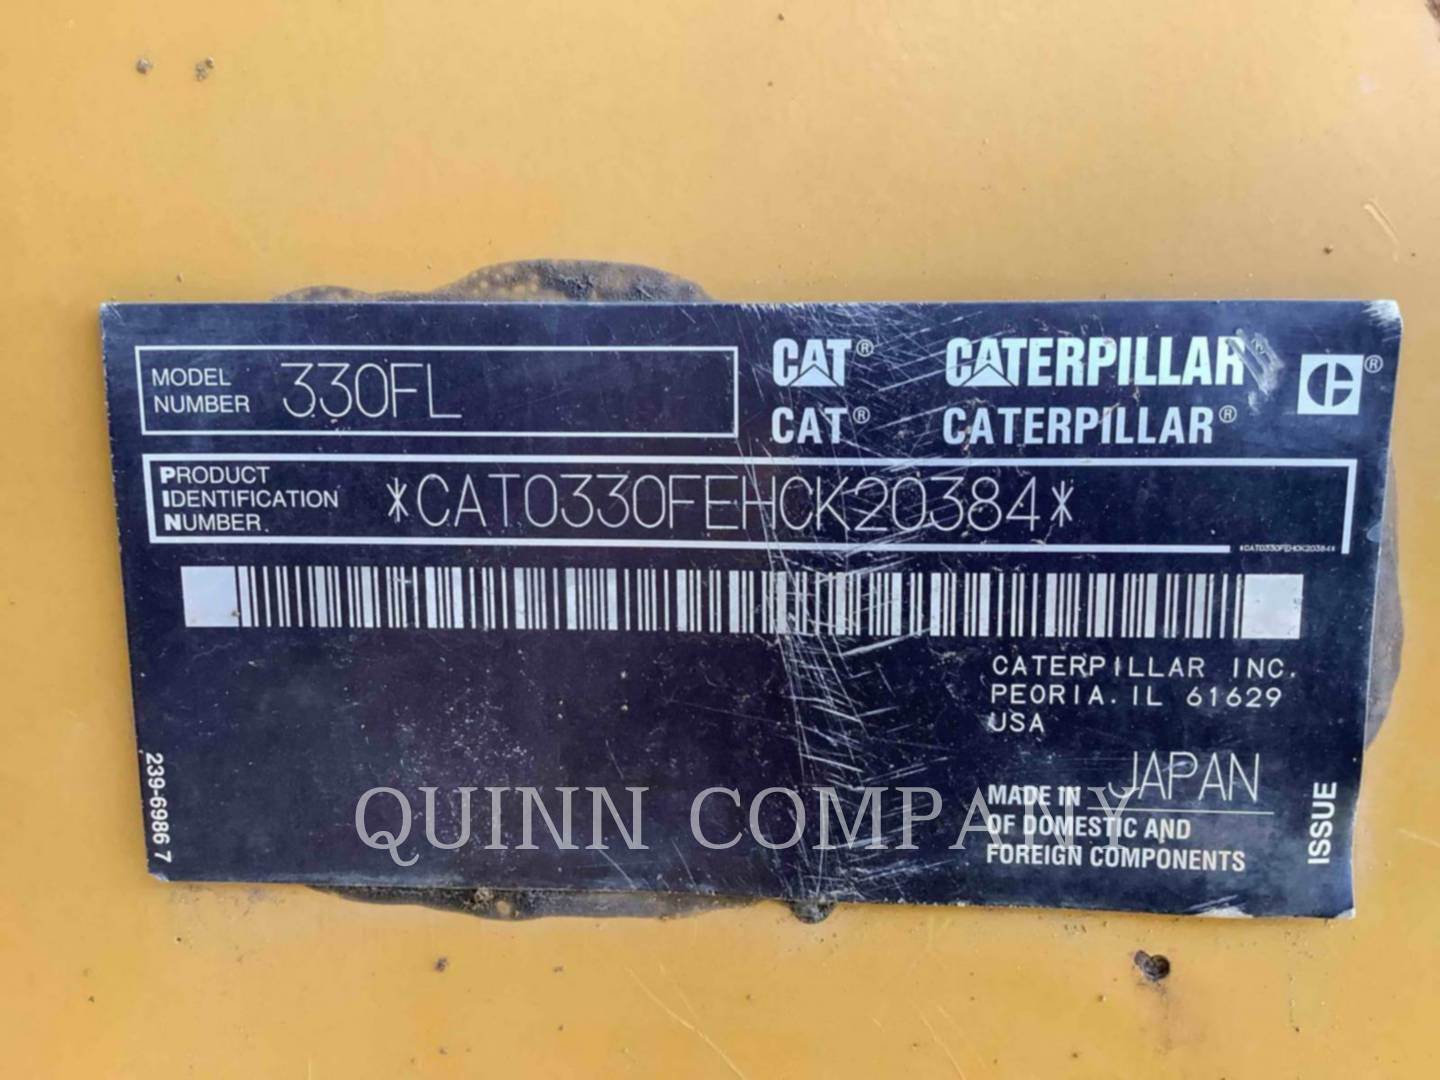 MODEL NUMBER 330FL
CAT® CATERPILLAR®
CAT® CATERPILLAR®
PRODUCT IDENTIFICATION NUMBER. *CAT0330FEHCK20384*
*CAT0330FEHCK20384*
CATERPILLAR INC.
PEORIA. IL 61629
USA
MADE IN JAPAN
OF DOMESTIC AND
FOREIGN COMPONENTS
239-6986 7
ISSUE
QUINN COMPANY